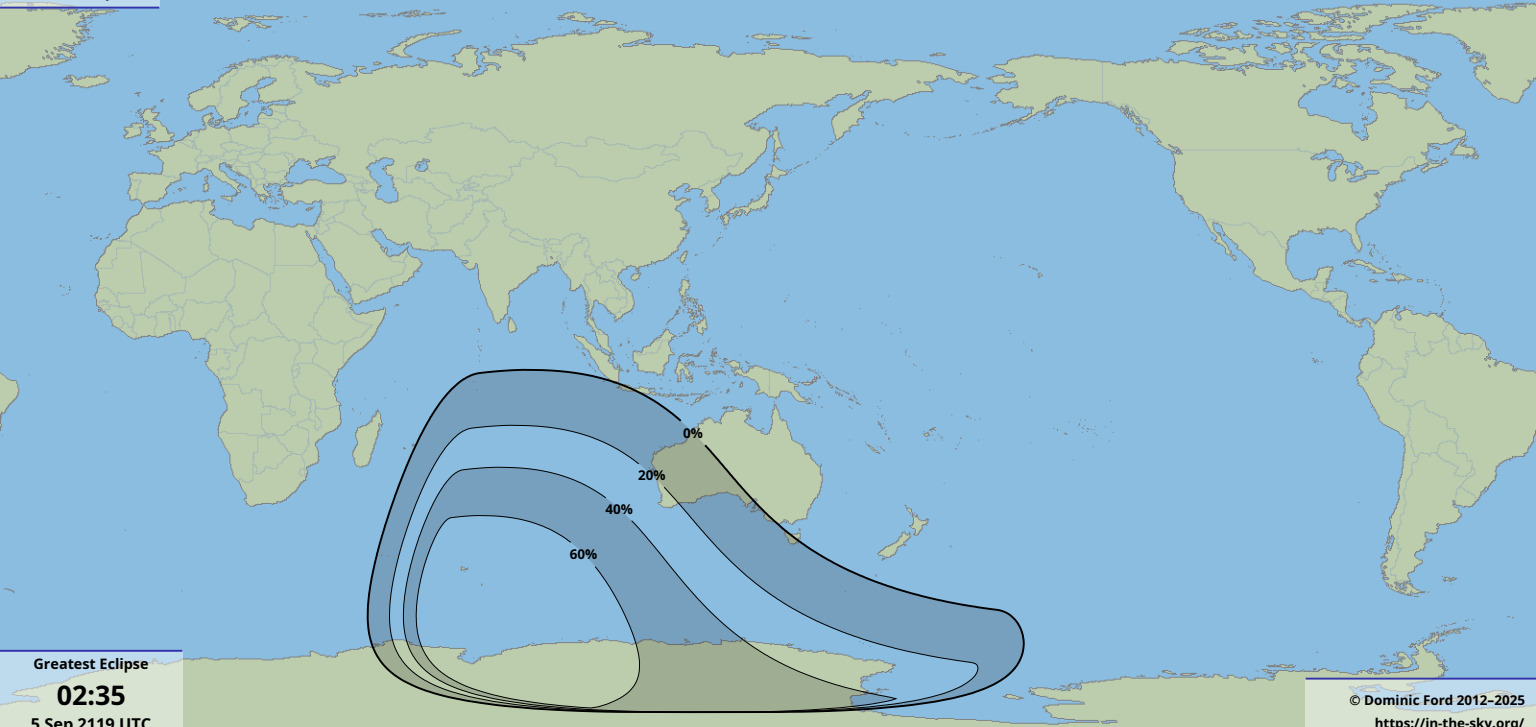 0%
20%
40%
60%
Greatest Eclipse
02:35
5 Sep 2119 UTC
© Dominic Ford 2012–2025
https://in-the-sky.org/